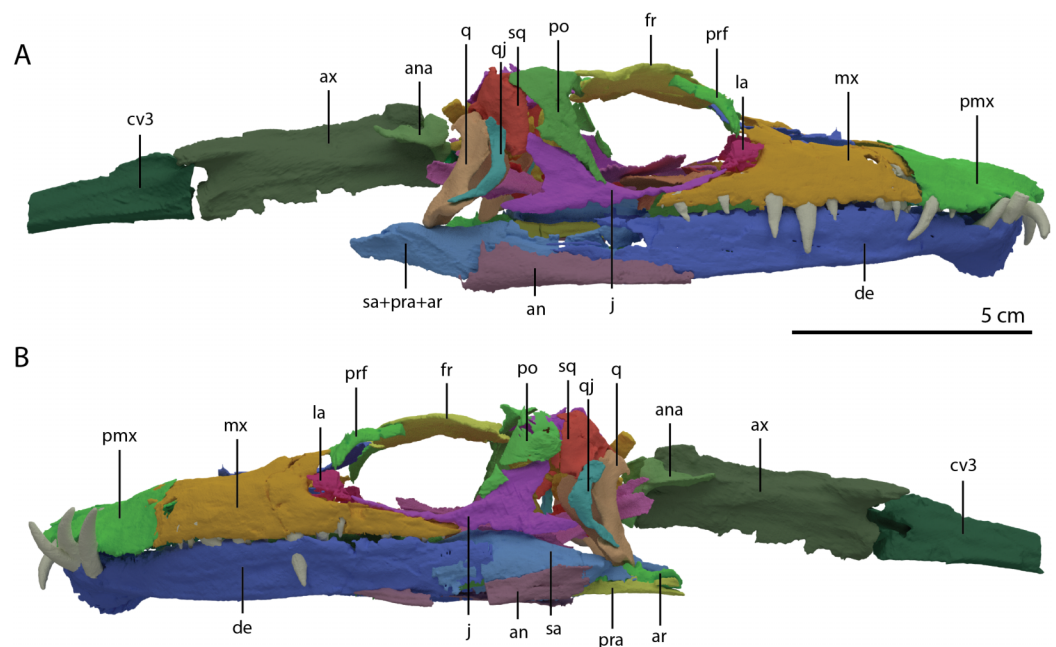 A
cv3
ax
ana
q
qj
sq
po
fr
prf
la
mx
pmx
sa+pra+ar
an
j
de
5 cm
B
pmx
mx
la
prf
fr
po
sq
qj
q
ana
ax
cv3
de
j
an
sa
pra
ar